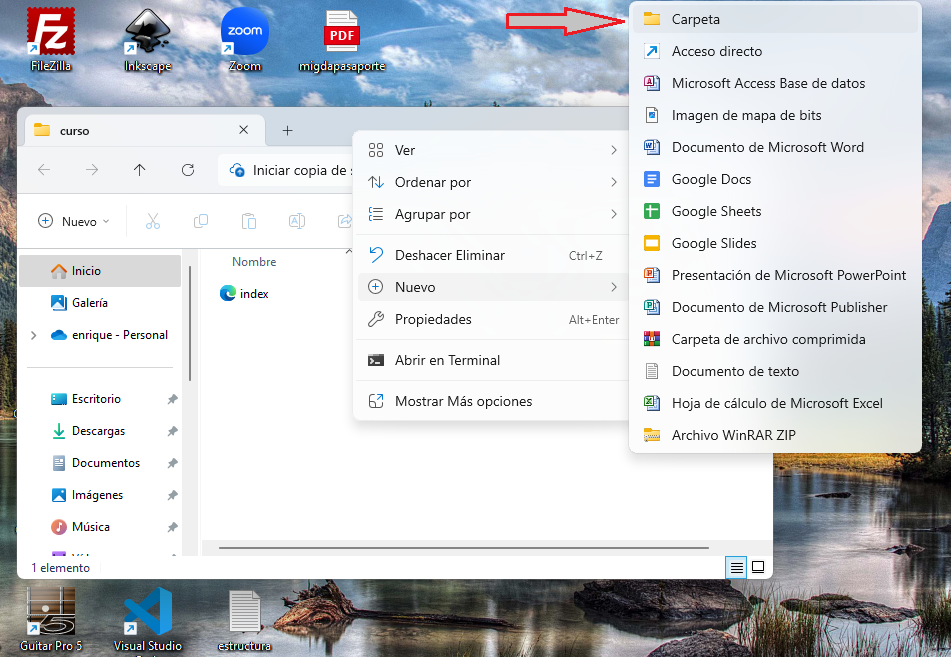 FileZilla
Inkscape
zoom
Zoom
PDF
migdapasaporte
curso
Iniciar copia de
Nuevo
Inicio
Galería
enrique - Personal
Escritorio
Descargas
Documentos
Imágenes
Música
Nombre
index
1 elemento
Ver
Ordenar por
Agrupar por
Deshacer Eliminar Ctrl+Z
Nuevo
Propiedades Alt+Enter
Abrir en Terminal
Mostrar Más opciones
Carpeta
Acceso directo
Microsoft Access Base de datos
Imagen de mapa de bits
Documento de Microsoft Word
Google Docs
Google Sheets
Google Slides
Presentación de Microsoft PowerPoint
Documento de Microsoft Publisher
Carpeta de archivo comprimida
Documento de texto
Hoja de cálculo de Microsoft Excel
Archivo WinRAR ZIP
Guitar Pro 5
Visual Studio
estructura